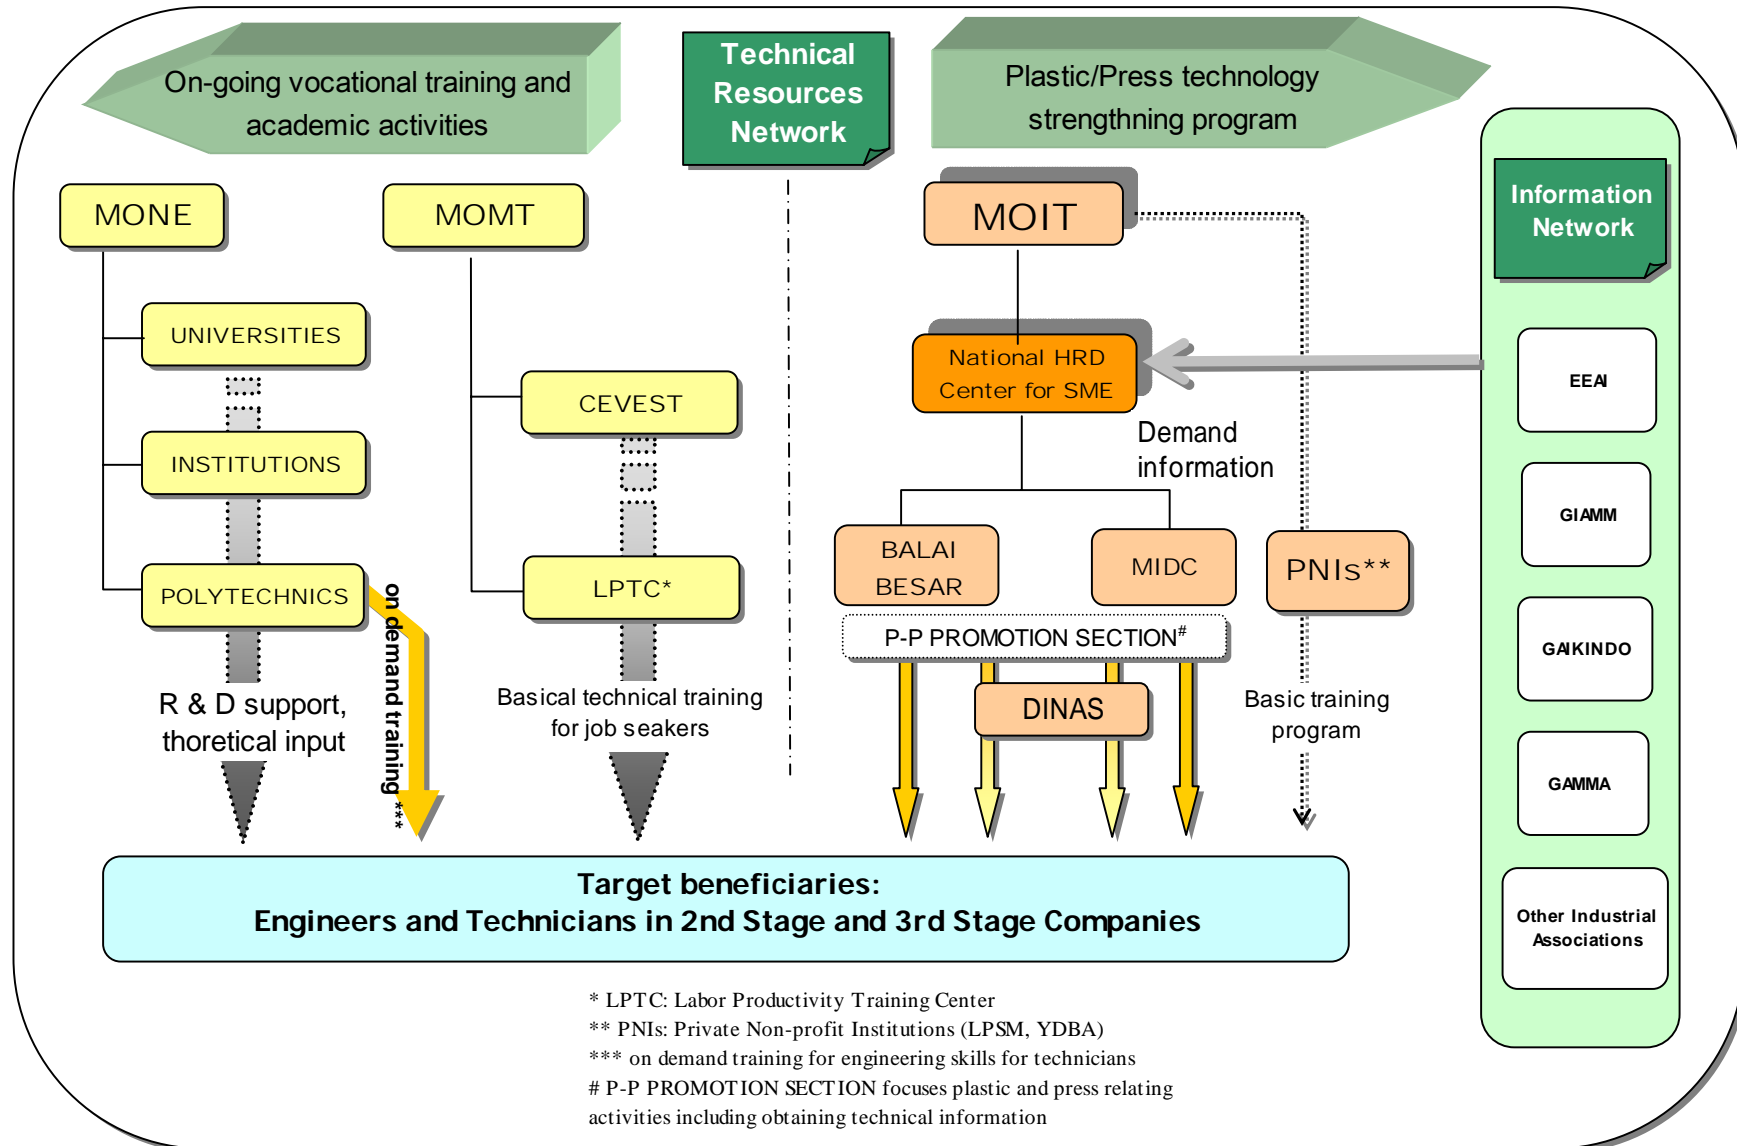 On-going vocational training and
academic activities
Technical
Resources
Network
Plastic/Press technology
strengthning program
Information
Network
MONE
MOMT
MOIT
UNIVERSITIES
INSTITUTIONS
POLYTECHNICS
CEVEST
LPTC*
National HRD
Center for SME
Demand
information
BALAI
BESAR
MIDC
PNIs**
P-P PROMOTION SECTION#
DINAS
on demand training ***
R & D support,
thoretical input
Basical technical training
for job seakers
Basic training
program
EEAI
GIAMM
GAIKINDO
GAMMA
Other Industrial
Associations
Target beneficiaries:
Engineers and Technicians in 2nd Stage and 3rd Stage Companies
* LPTC: Labor Productivity Training Center
** PNIs: Private Non-profit Institutions (LPSM, YDBA)
*** on demand training for engineering skills for technicians
# P-P PROMOTION SECTION focuses plastic and press relating
activities including obtaining technical information